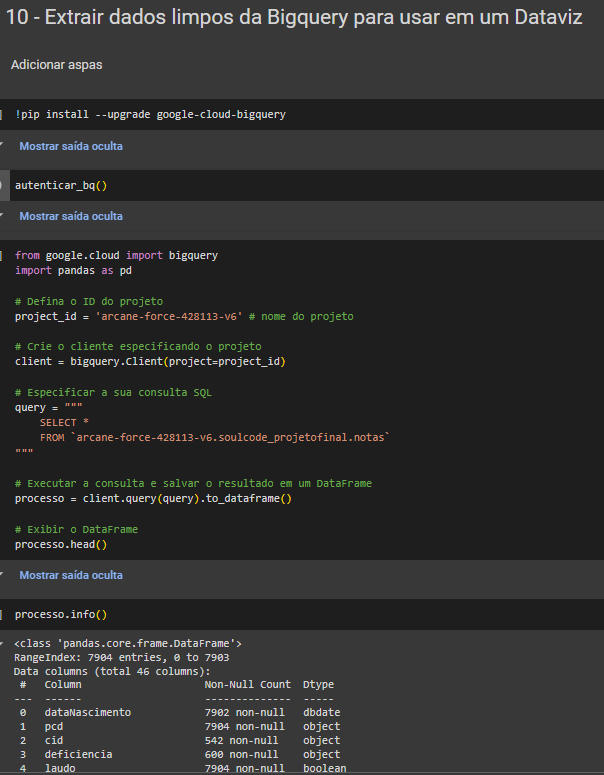 10 - Extrair dados limpos da Bigquery para usar em um Dataviz
Adicionar aspas
!pip install --upgrade google-cloud-bigquery
Mostrar saída oculta
autenticar_bq()
Mostrar saída oculta
from google.cloud import bigquery
import pandas as pd
# Defina o ID do projeto
project_id = 'arcane-force-428113-v6' # nome do projeto
# Crie o cliente especificando o projeto
client = bigquery.Client(project=project_id)
# Especificar a sua consulta SQL
query = """
    SELECT *
    FROM `arcane-force-428113-v6.soulcode_projetofinal.notas`
"""
# Executar a consulta e salvar o resultado em um DataFrame
processo = client.query(query).to_dataframe()
# Exibir o DataFrame
processo.head()
Mostrar saída oculta
processo.info()
<class 'pandas.core.frame.DataFrame'>
RangeIndex: 7904 entries, 0 to 7903
Data columns (total 46 columns):
 #   Column                   Non-Null Count  Dtype
---  ------                   --------------  -----
 0   dataNascimento           7902 non-null   dbdate
 1   pcd                      7904 non-null   object
 2   cid                      542 non-null    object
 3   deficiencia              600 non-null    object
 4   laudo                    7904 non-null   boolean